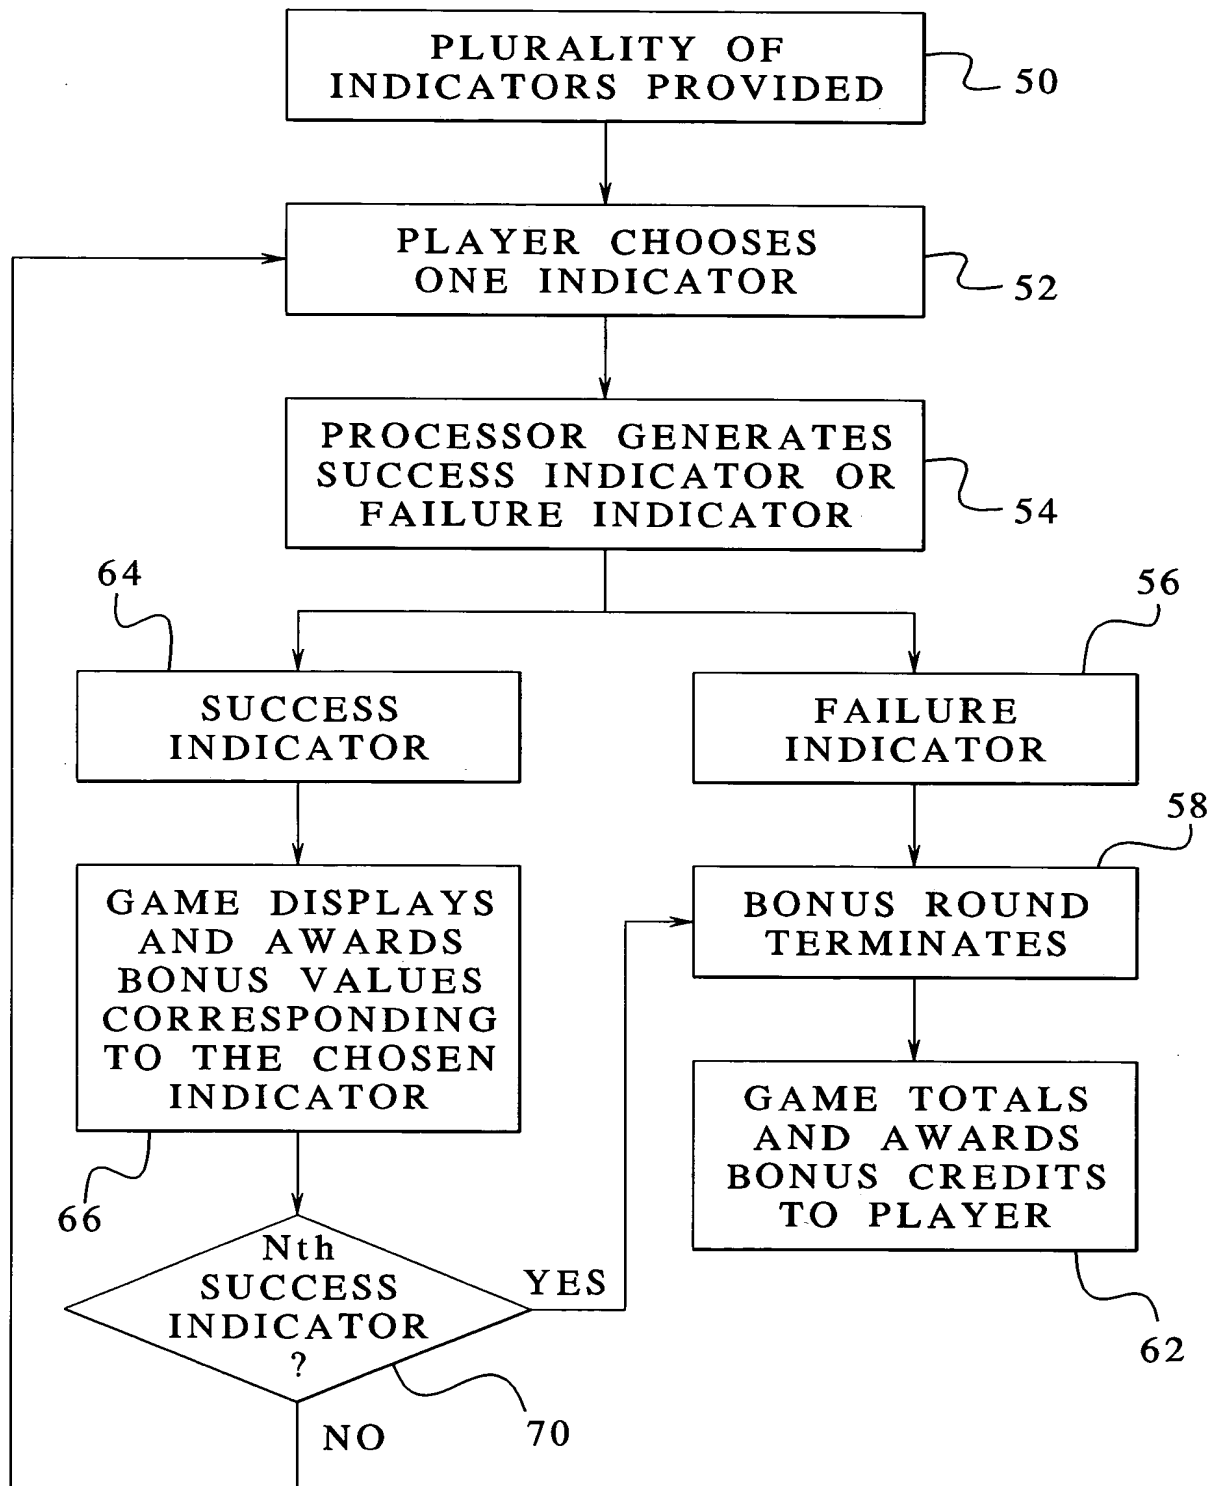 PLURALITY OF
INDICATORS PROVIDED
50
PLAYER CHOOSES
ONE INDICATOR
52
PROCESSOR GENERATES
SUCCESS INDICATOR OR
FAILURE INDICATOR
54
64
56
SUCCESS
INDICATOR
FAILURE
INDICATOR
58
GAME DISPLAYS
AND AWARDS
BONUS VALUES
CORRESPONDING
TO THE CHOSEN
INDICATOR
66
BONUS ROUND
TERMINATES
GAME TOTALS
AND AWARDS
BONUS CREDITS
TO PLAYER
62
Nth
SUCCESS
INDICATOR
?
YES
70
NO